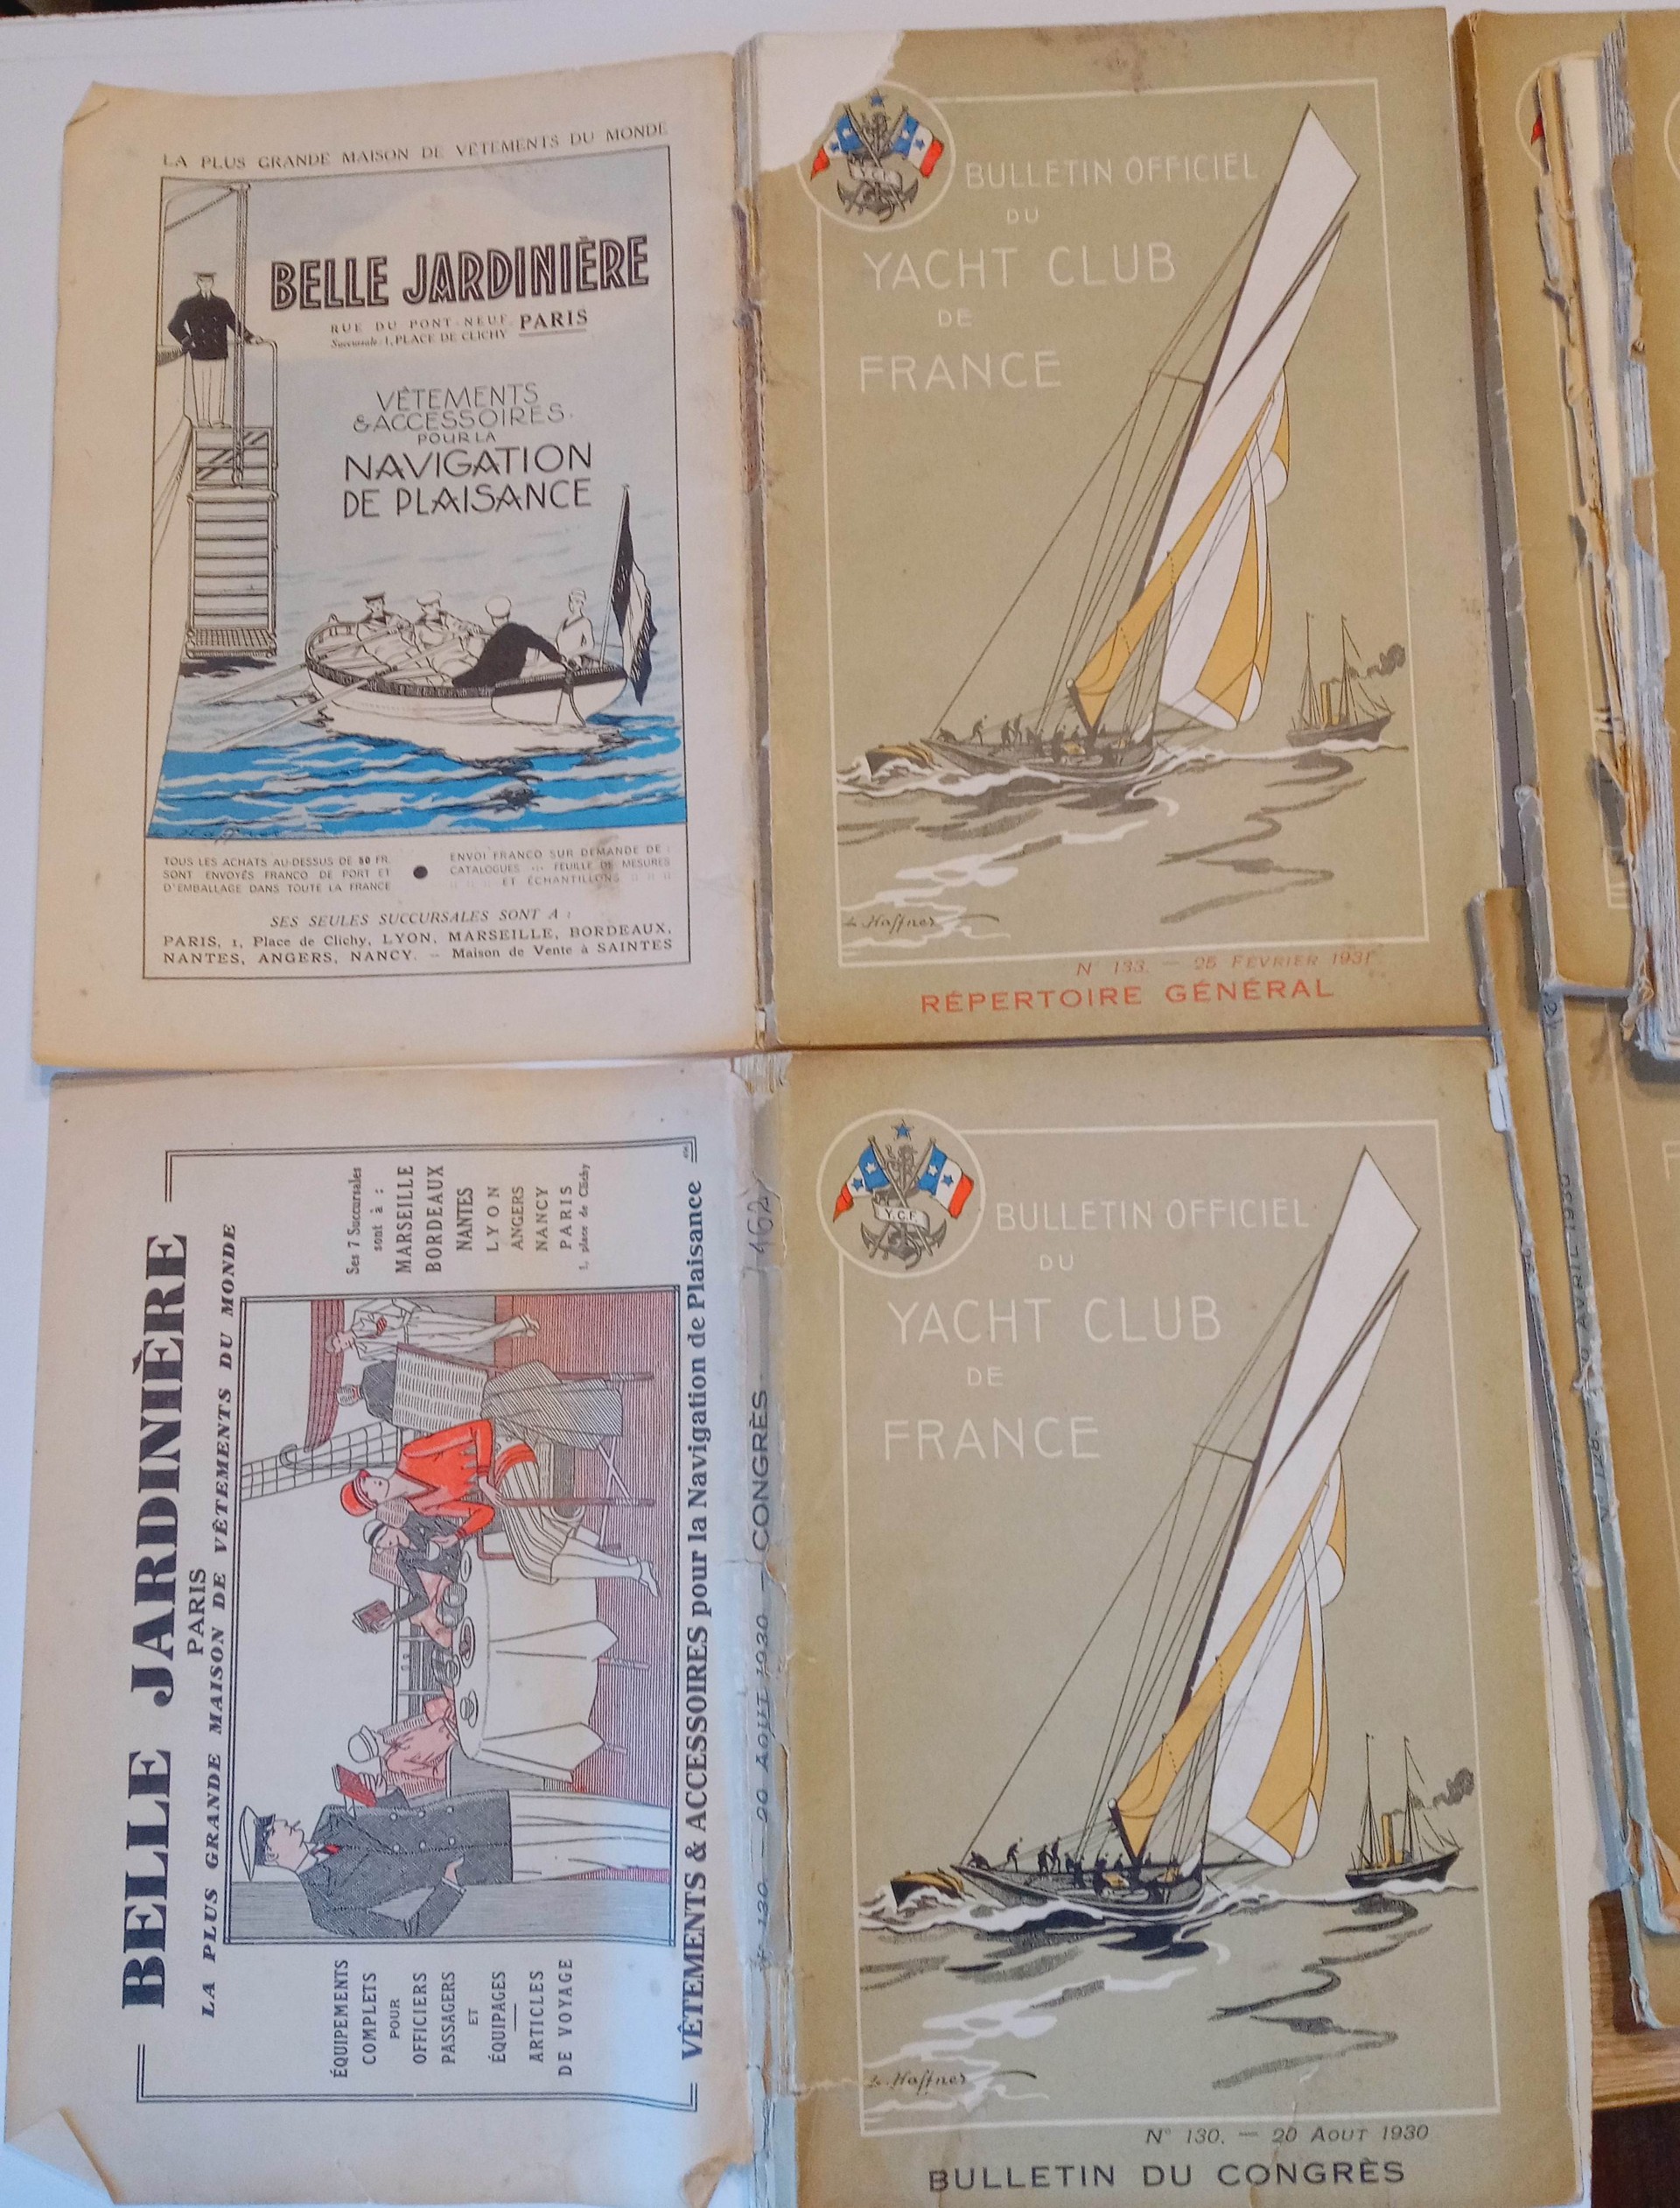 LA PLUS GRANDE MAISON DE VÊTEMENTS DU MONDE
BELLE JARDINIÈRE
RUE DU PONT-NEUF. PARIS
Succursale: 1, PLACE DE CLICHY
VÊTEMENTS
& ACCESSOIRES.
POUR LA
NAVIGATION
DE PLAISANCE
L. Haffner
TOUS LES ACHATS AU-DESSUS DE 50 FR.
SONT ENVOYÉS FRANCO DE PORT ET
D'EMBALLAGE DANS TOUTE LA FRANCE
ENVOI FRANCO SUR DEMANDE DE :
CATALOGUES --- FEUILLE DE MESURES
ET ÉCHANTILLONS
SES SEULES SUCCURSALES SONT A :
PARIS, 1, Place de Clichy, LYON, MARSEILLE, BORDEAUX,
NANTES, ANGERS, NANCY. — Maison de Vente à SAINTES
Y.C.F.
BULLETIN OFFICIEL
DU
YACHT CLUB
DE
FRANCE
L. Haffner
N° 133. — 25 FÉVRIER 1931
RÉPERTOIRE GÉNÉRAL
BELLE JARDINIÈRE
PARIS
LA PLUS GRANDE MAISON DE VÊTEMENTS DU MONDE
ÉQUIPEMENTS
COMPLETS
POUR
OFFICIERS
PASSAGERS
ET
ÉQUIPAGES
ARTICLES
DE VOYAGE
Ses 7 Succursales
sont à :
MARSEILLE
BORDEAUX
NANTES
LYON
ANGERS
NANCY
PARIS
1, place de Clichy
VÊTEMENTS & ACCESSOIRES pour la Navigation de Plaisance
N° 130. — 20 AOUT 1930 — CONGRÈS
Y.C.F.
BULLETIN OFFICIEL
DU
YACHT CLUB
DE
FRANCE
L. Haffner
N° 130. — 20 AOUT 1930
BULLETIN DU CONGRÈS
AVRIL 1930